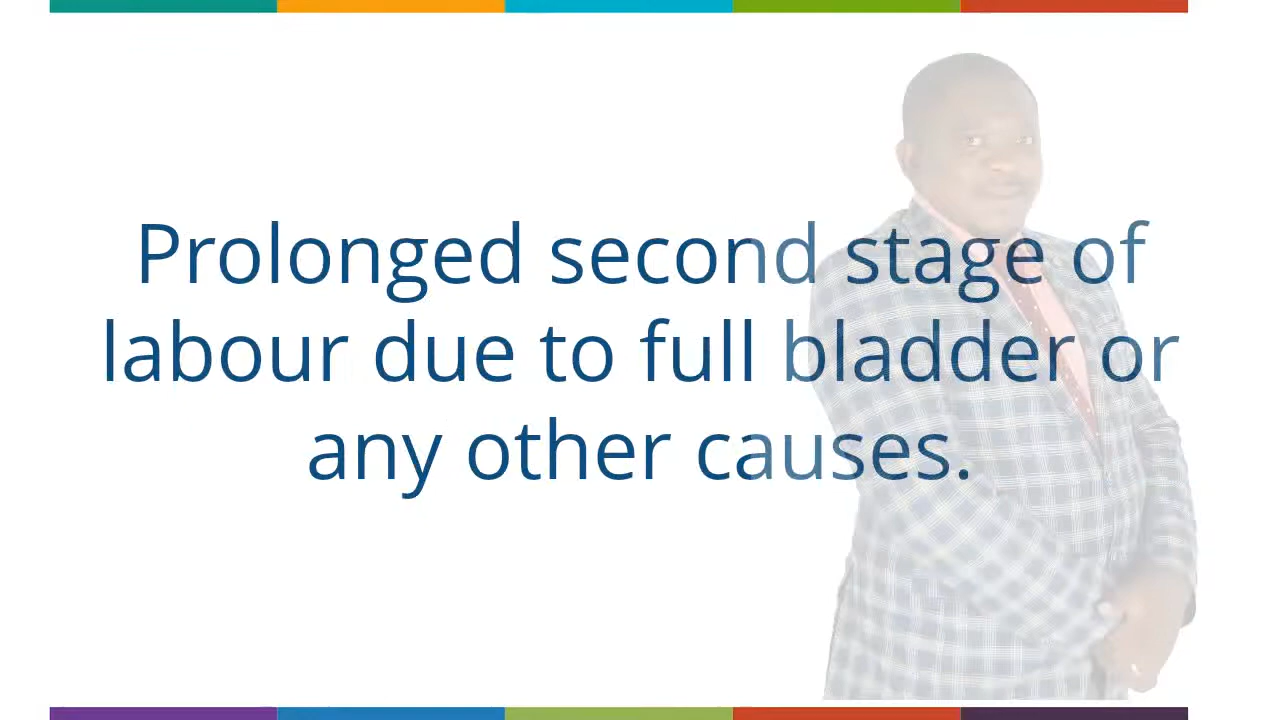 Prolonged second stage of
labour due to full bladder or
any other causes.